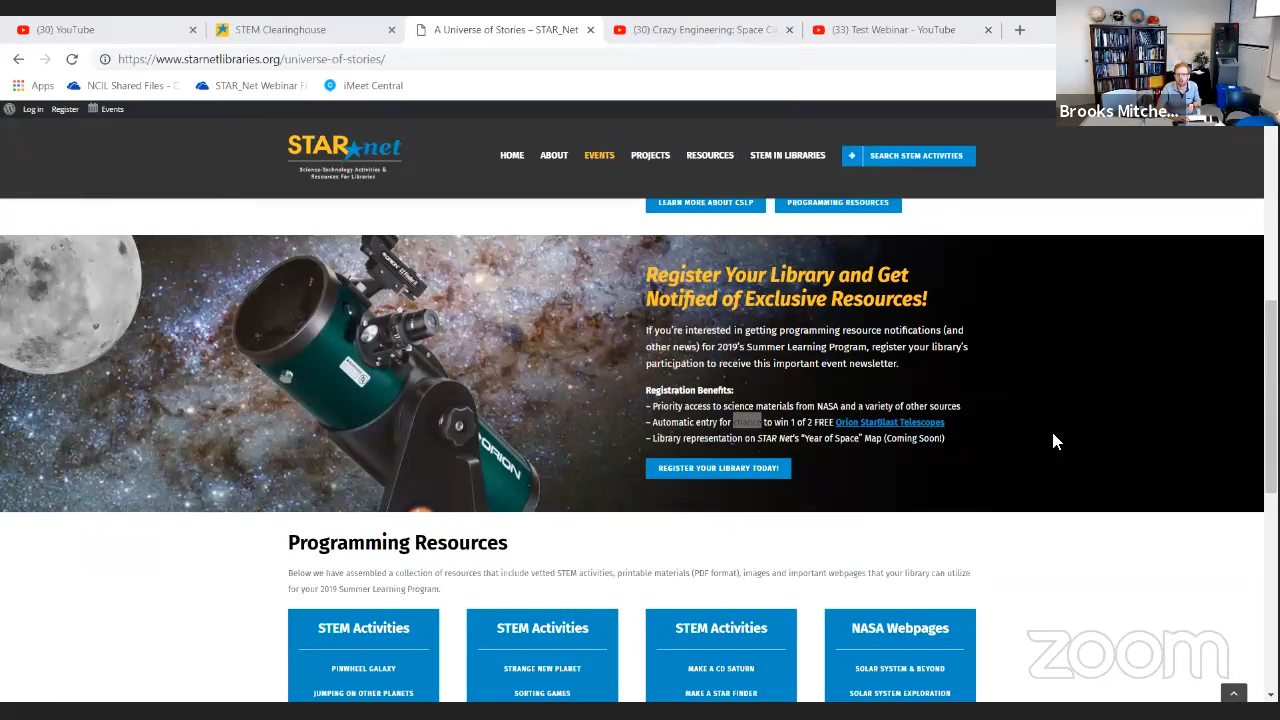 (30) YouTube
STEM Clearinghouse
A Universe of Stories – STAR_Net
(30) Crazy Engineering: Space Cl
(33) Test Webinar - YouTube
https://www.starnetlibraries.org/universe-of-stories/
Apps
NCIL Shared Files - C
STAR_Net Webinar F
iMeet Central
Brooks Mitche...
Log in Register Events
STAR net
Science-Technology Activities &
Resources For Libraries
HOME ABOUT EVENTS PROJECTS RESOURCES STEM IN LIBRARIES SEARCH STEM ACTIVITIES
LEARN MORE ABOUT CSLP PROGRAMMING RESOURCES
Register Your Library and Get
Notified of Exclusive Resources!
If you're interested in getting programming resource notifications (and
other news) for 2019's Summer Learning Program, register your library's
participation to receive this important event newsletter.
Registration Benefits:
– Priority access to science materials from NASA and a variety of other sources
– Automatic entry for chance to win 1 of 2 FREE Orion StarBlast Telescopes
– Library representation on STAR Net's "Year of Space" Map (Coming Soon!)
REGISTER YOUR LIBRARY TODAY!
ORION
Programming Resources
Below we have assembled a collection of resources that include vetted STEM activities, printable materials (PDF format), images and important webpages that your library can utilize
for your 2019 Summer Learning Program.
STEM Activities
PINWHEEL GALAXY
JUMPING ON OTHER PLANETS
STEM Activities
STRANGE NEW PLANET
SORTING GAMES
STEM Activities
MAKE A CD SATURN
MAKE A STAR FINDER
NASA Webpages
SOLAR SYSTEM & BEYOND
SOLAR SYSTEM EXPLORATION
zoom